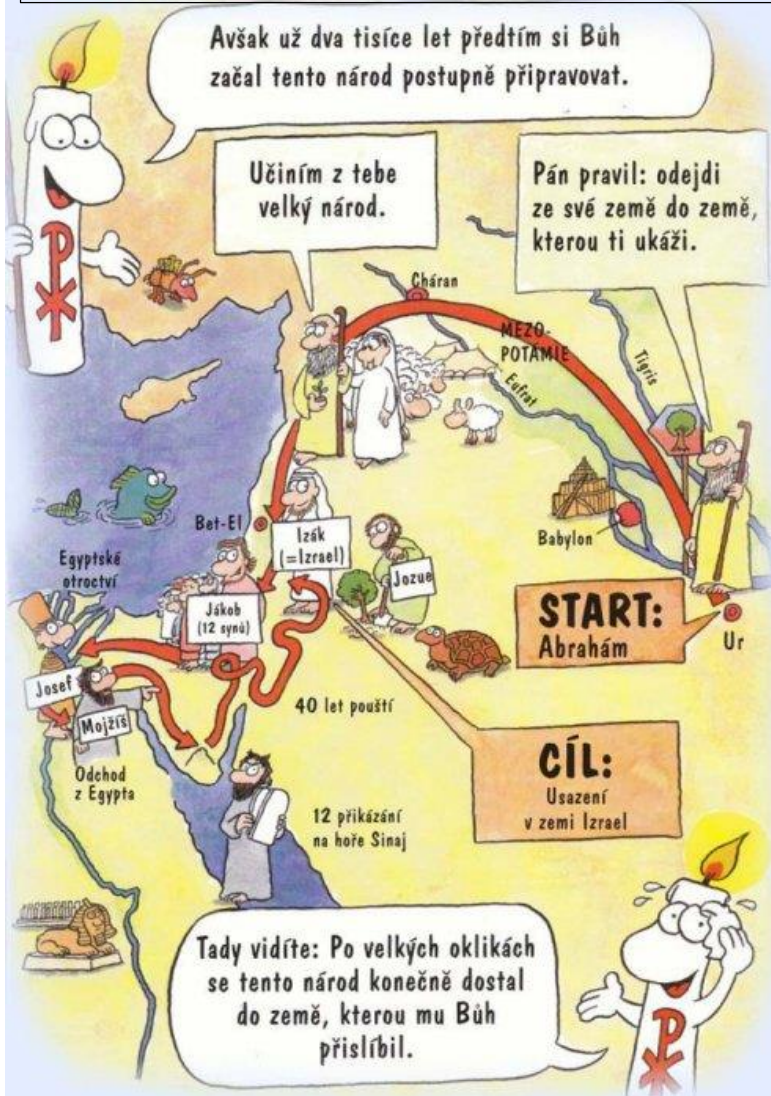 Avšak už dva tisíce let předtím si Bůh
začal tento národ postupně připravovat.
Učiním z tebe
velký národ.
Pán pravil: odejdi
ze své země do země,
kterou ti ukáži.
Cháran
MEZO-
POTÁMIE
Eufrat
Tigris
Bet-El
Izák
(=Izrael)
Jozue
Babylon
Egyptské
otroctví
Jákob
(12 synů)
START:
Abrahám
Ur
Josef
Mojžíš
40 let pouští
Odchod
z Egypta
CÍL:
Usazení
v zemi Izrael
12 přikázání
na hoře Sinaj
Tady vidíte: Po velkých oklikách
se tento národ konečně dostal
do země, kterou mu Bůh
přislíbil.